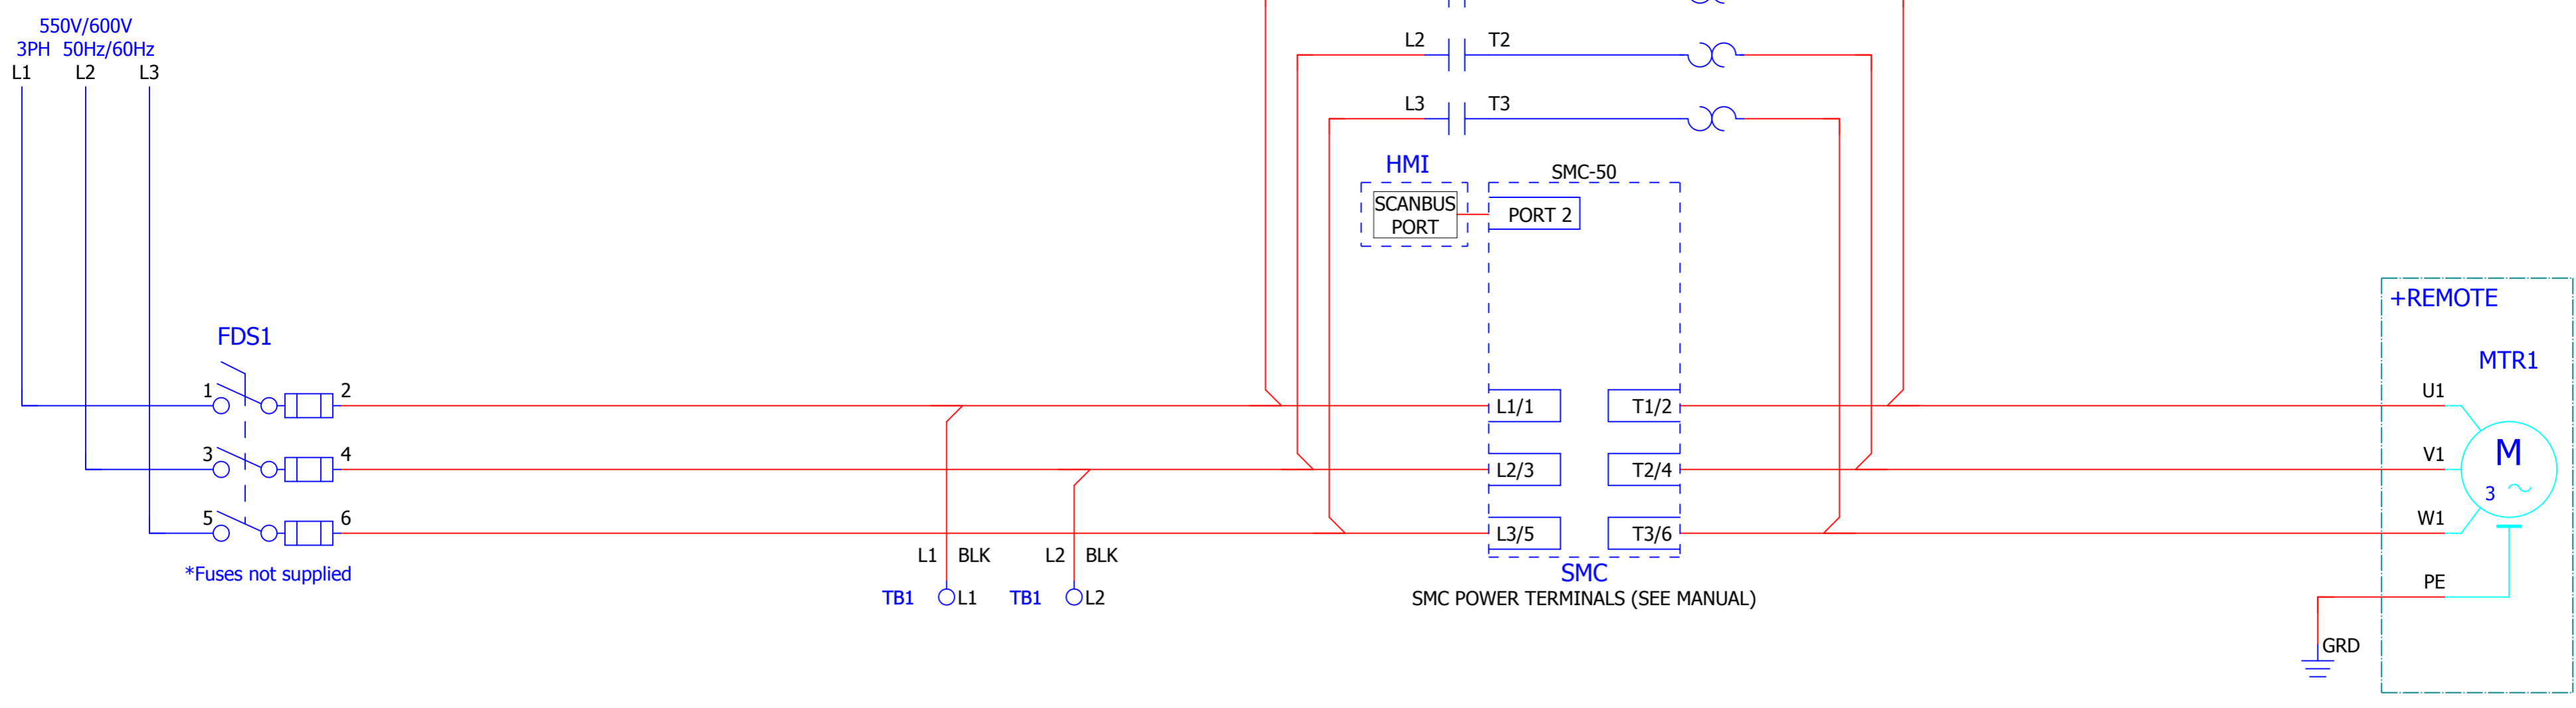 550V/600V
3PH 50Hz/60Hz
L1 L2 L3
L2 T2
L3 T3
HMI
SCANBUS
PORT
SMC-50
PORT 2
+REMOTE
MTR1
FDS1
1 2
L1/1 T1/2
U1
3 4
L2/3 T2/4
V1
M
3
5 6
L3/5 T3/6
W1
L1 BLK L2 BLK
*Fuses not supplied
SMC
PE
TB1 L1 TB1 L2
SMC POWER TERMINALS (SEE MANUAL)
GRD